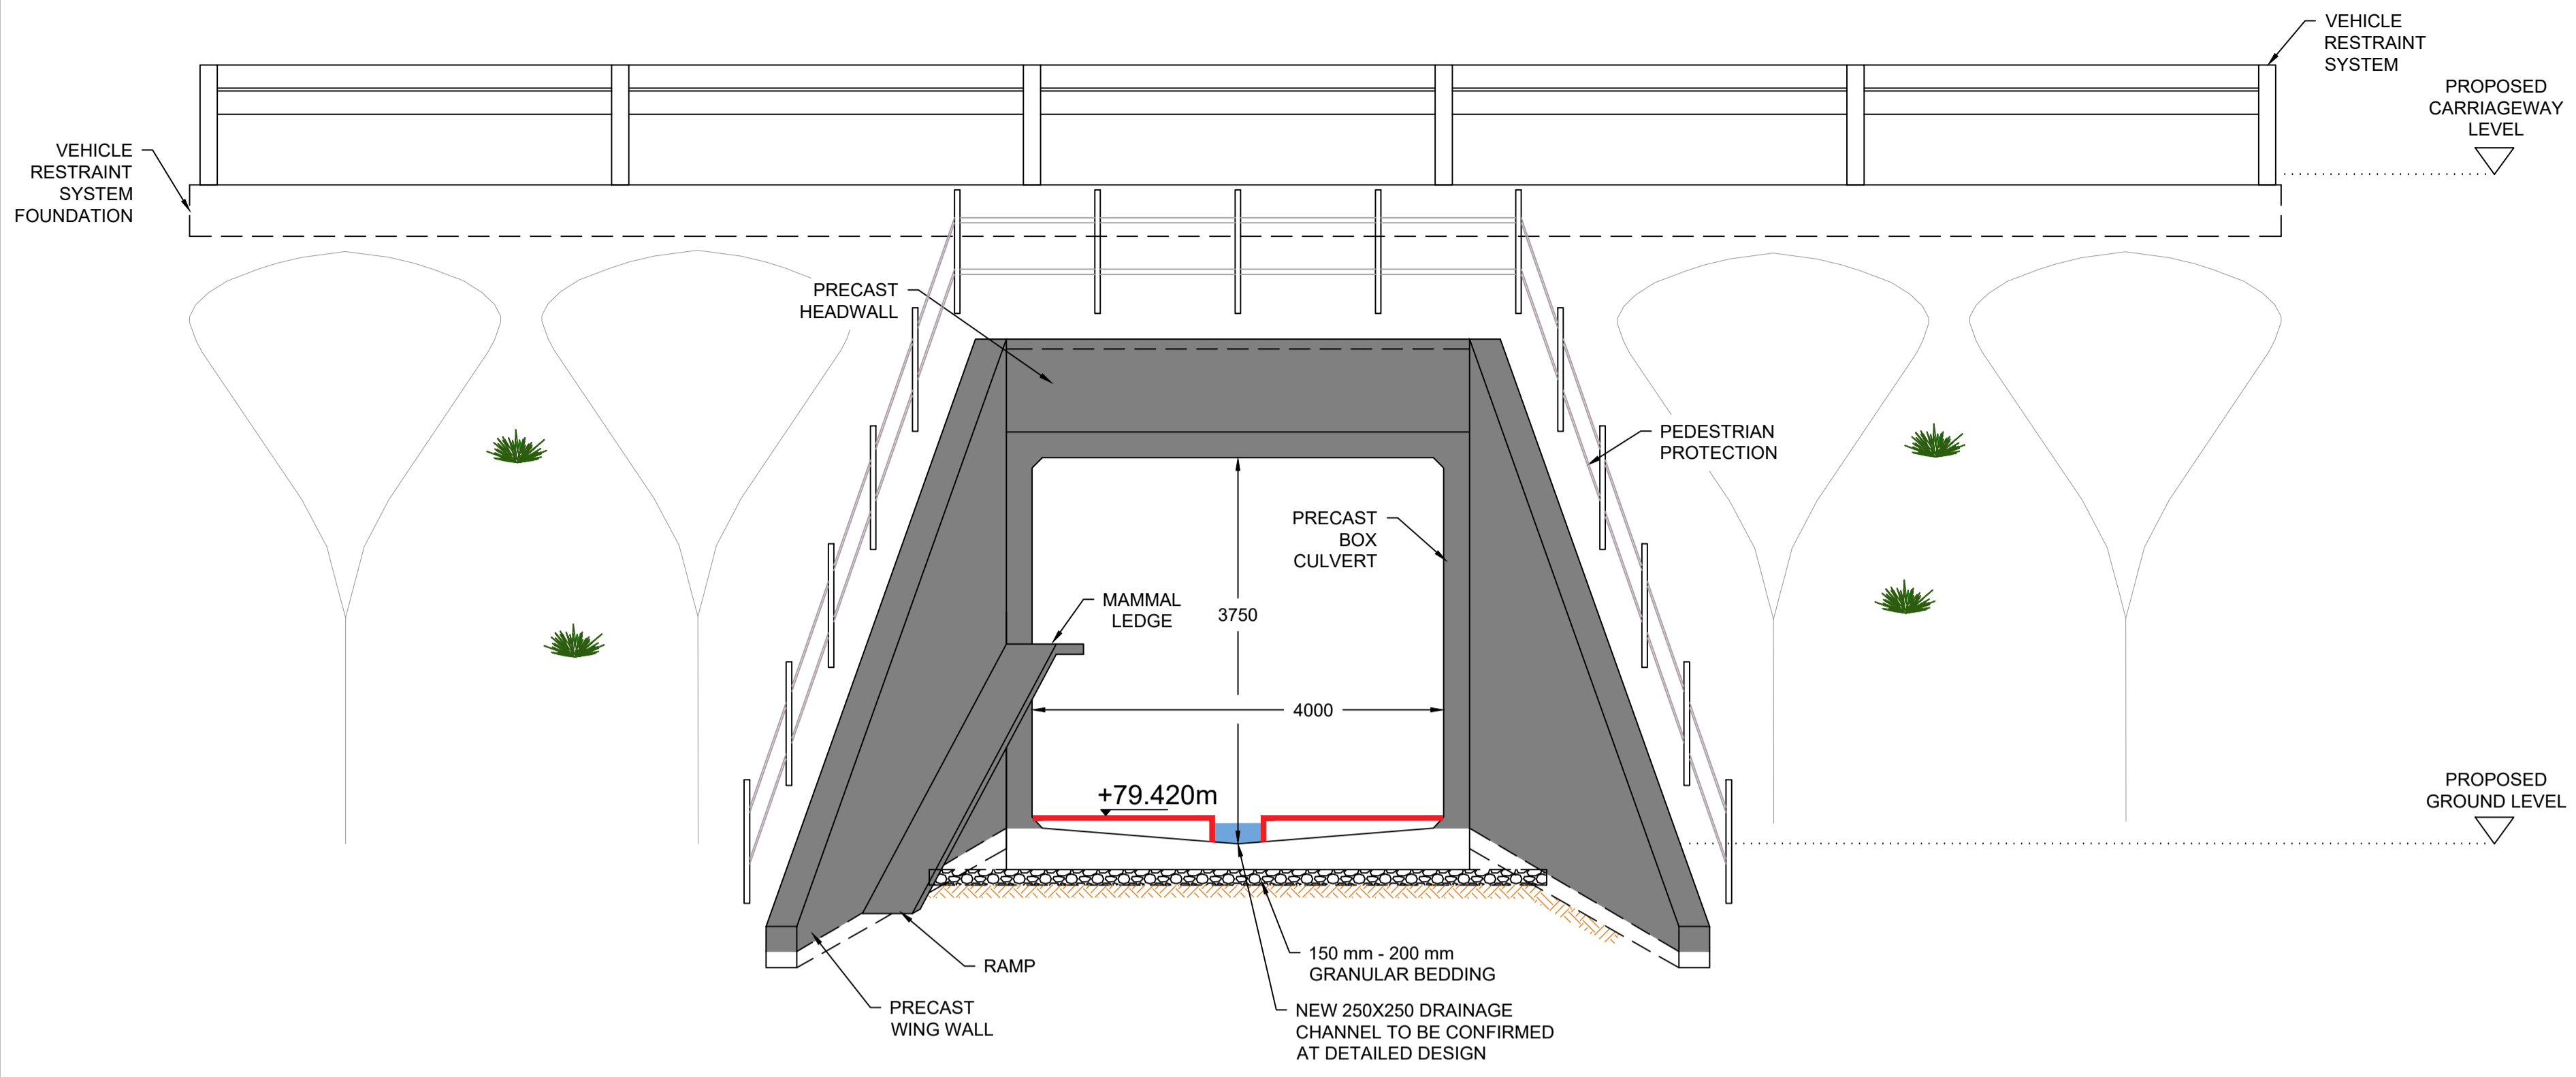 VEHICLE
RESTRAINT
SYSTEM
PROPOSED
CARRIAGEWAY
LEVEL
VEHICLE
RESTRAINT
SYSTEM
FOUNDATION
PRECAST
HEADWALL
PEDESTRIAN
PROTECTION
PRECAST
BOX
CULVERT
MAMMAL
LEDGE
3750
4000
+79.420m
PROPOSED
GROUND LEVEL
RAMP
150 mm - 200 mm
GRANULAR BEDDING
PRECAST
WING WALL
NEW 250X250 DRAINAGE
CHANNEL TO BE CONFIRMED
AT DETAILED DESIGN